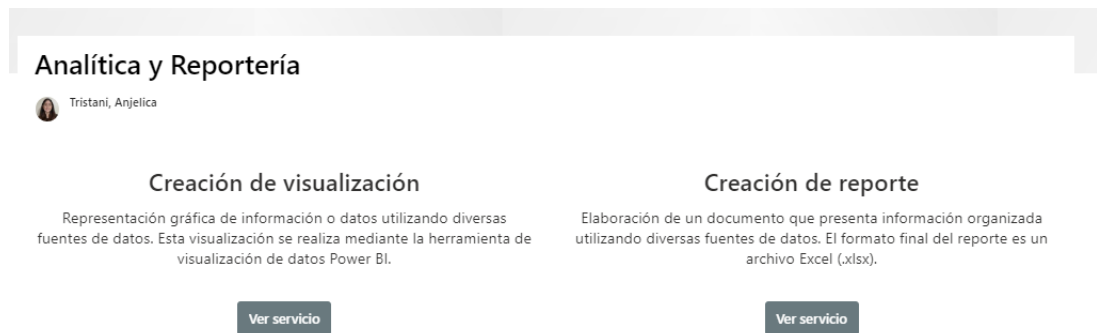 Analítica y Reportería
Tristani, Anjelica
Creación de visualización
Representación gráfica de información o datos utilizando diversas
fuentes de datos. Esta visualización se realiza mediante la herramienta de
visualización de datos Power BI.
Ver servicio
Creación de reporte
Elaboración de un documento que presenta información organizada
utilizando diversas fuentes de datos. El formato final del reporte es un
archivo Excel (.xlsx).
Ver servicio